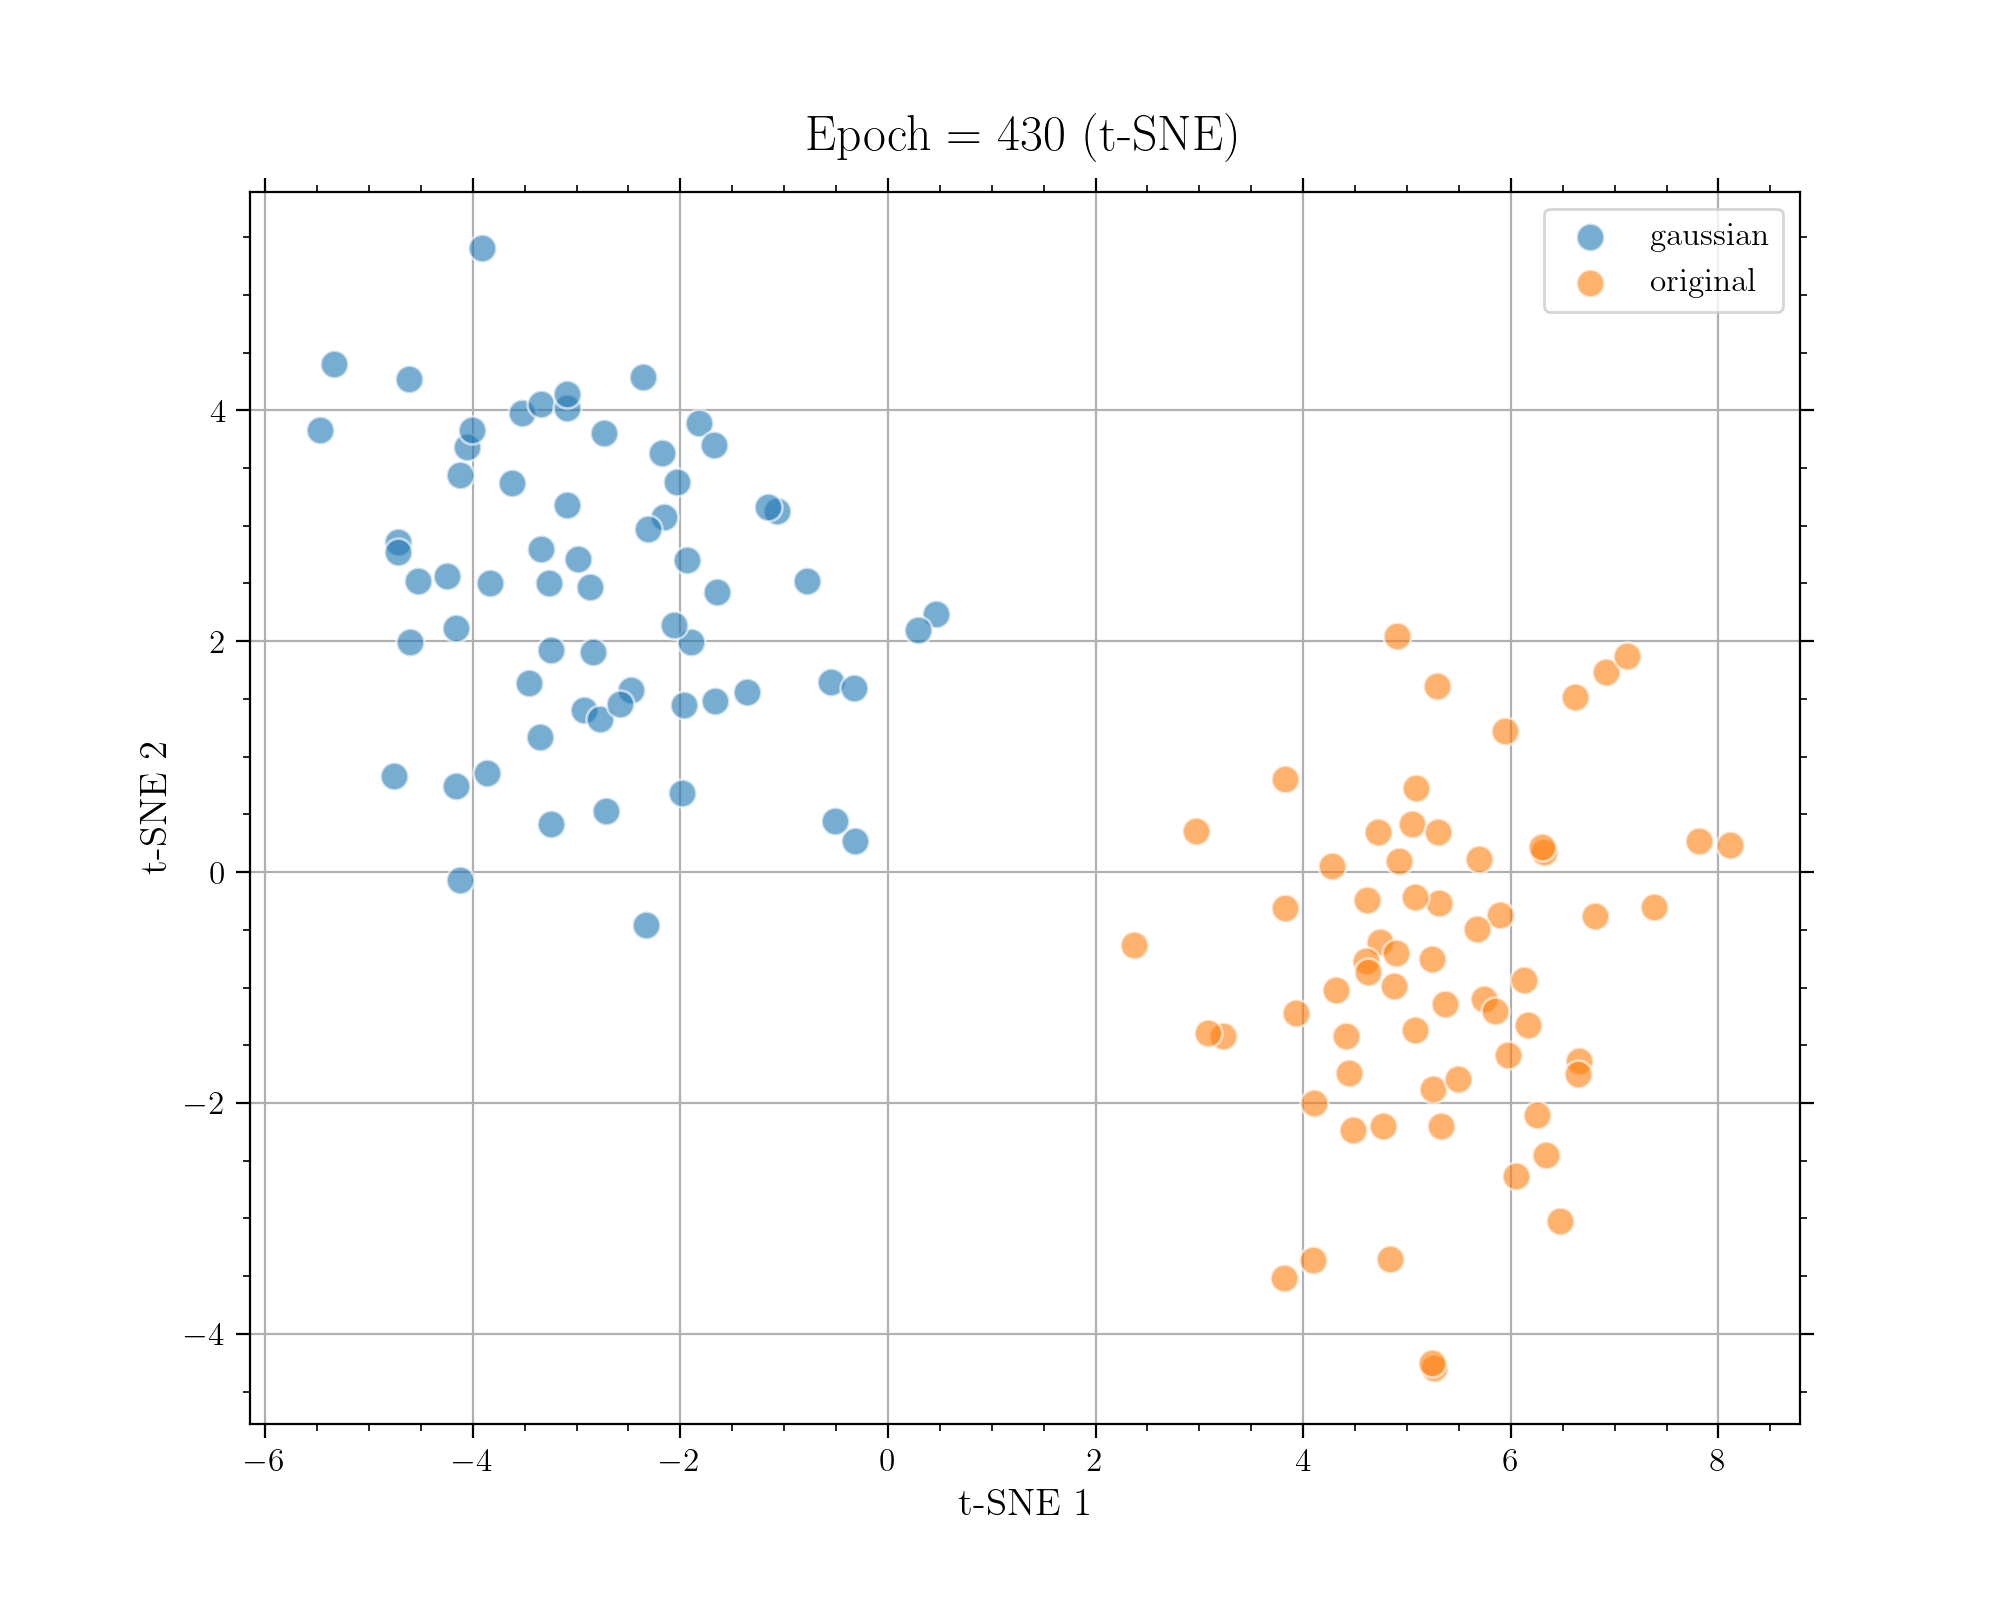 Epoch = 430 (t-SNE)
gaussian
original
4
2
0
−2
−4
t-SNE 2
−6 −4 −2 0 2 4 6 8
t-SNE 1